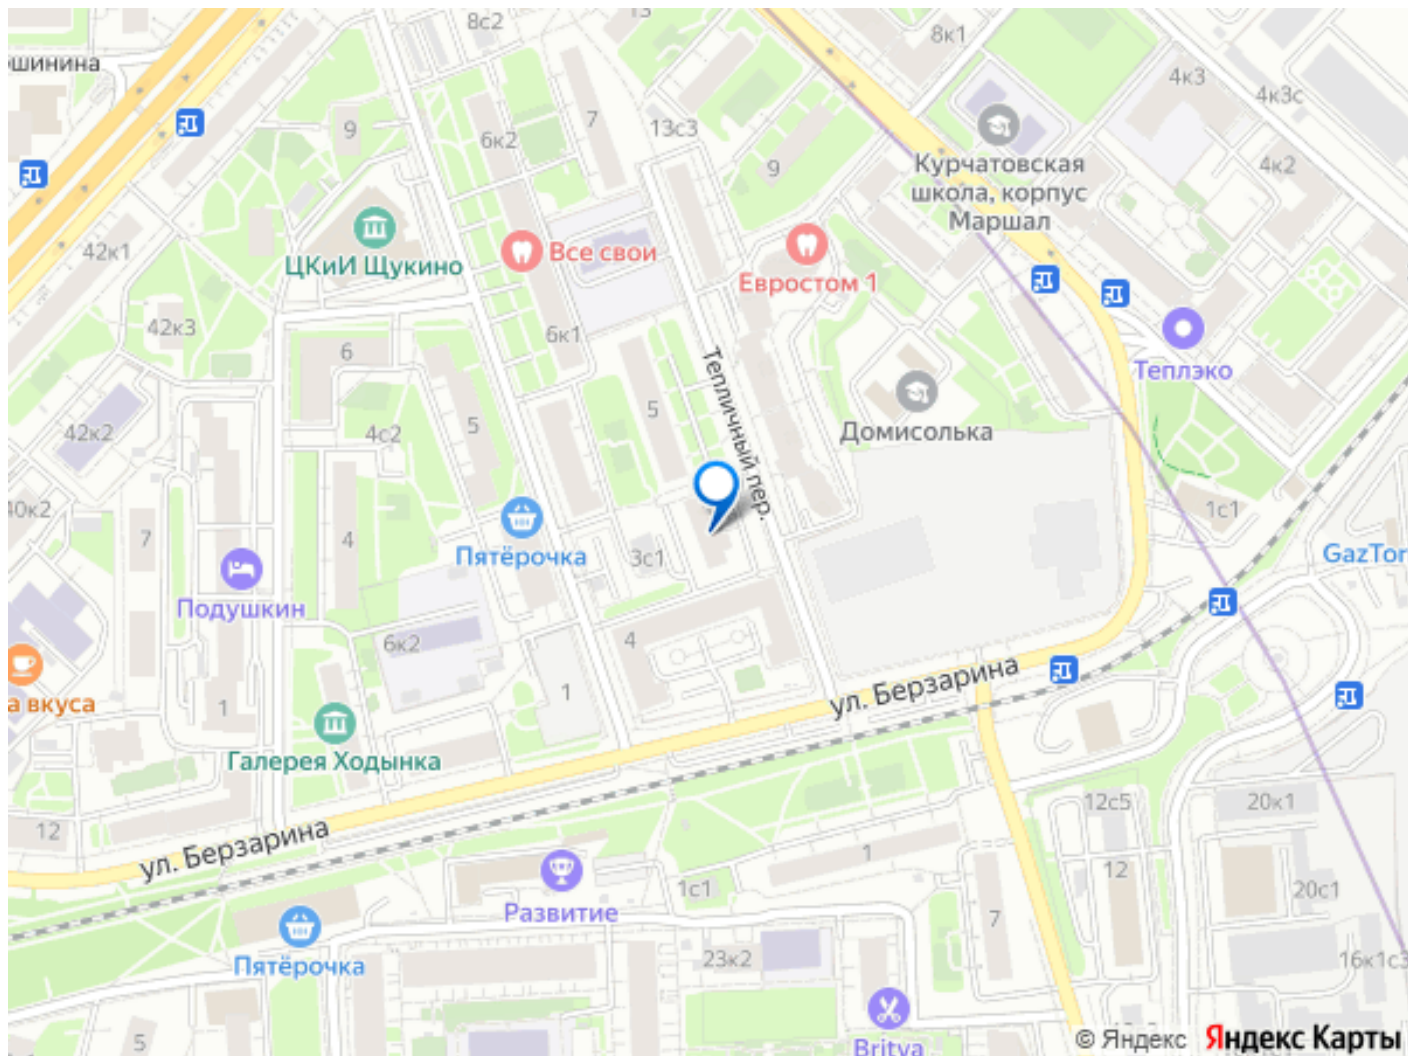 13
8с2
8к1
ошинина
4к3
4к3с
9
6к2
7
13с3
9
4к2
Курчатовская
школа, корпус
Маршал
42к1
ЦКиИ Щукино
Все свои
Евростом 1
42к3
6
6к1
Тепличный пер.
Теплэко
42к2
4с2
5
5
Домисолька
40к2
7
4
Пятёрочка
3с1
1с1
GazTor
Подушкин
6к2
4
1
1
ул. Берзарина
а вкуса
Галерея Ходынка
12
ул. Берзарина
12с5
20к1
1
12
1с1
20с1
Развитие
7
Пятёрочка
23к2
16к1с3
5
Britva
© Яндекс Яндекс Карты